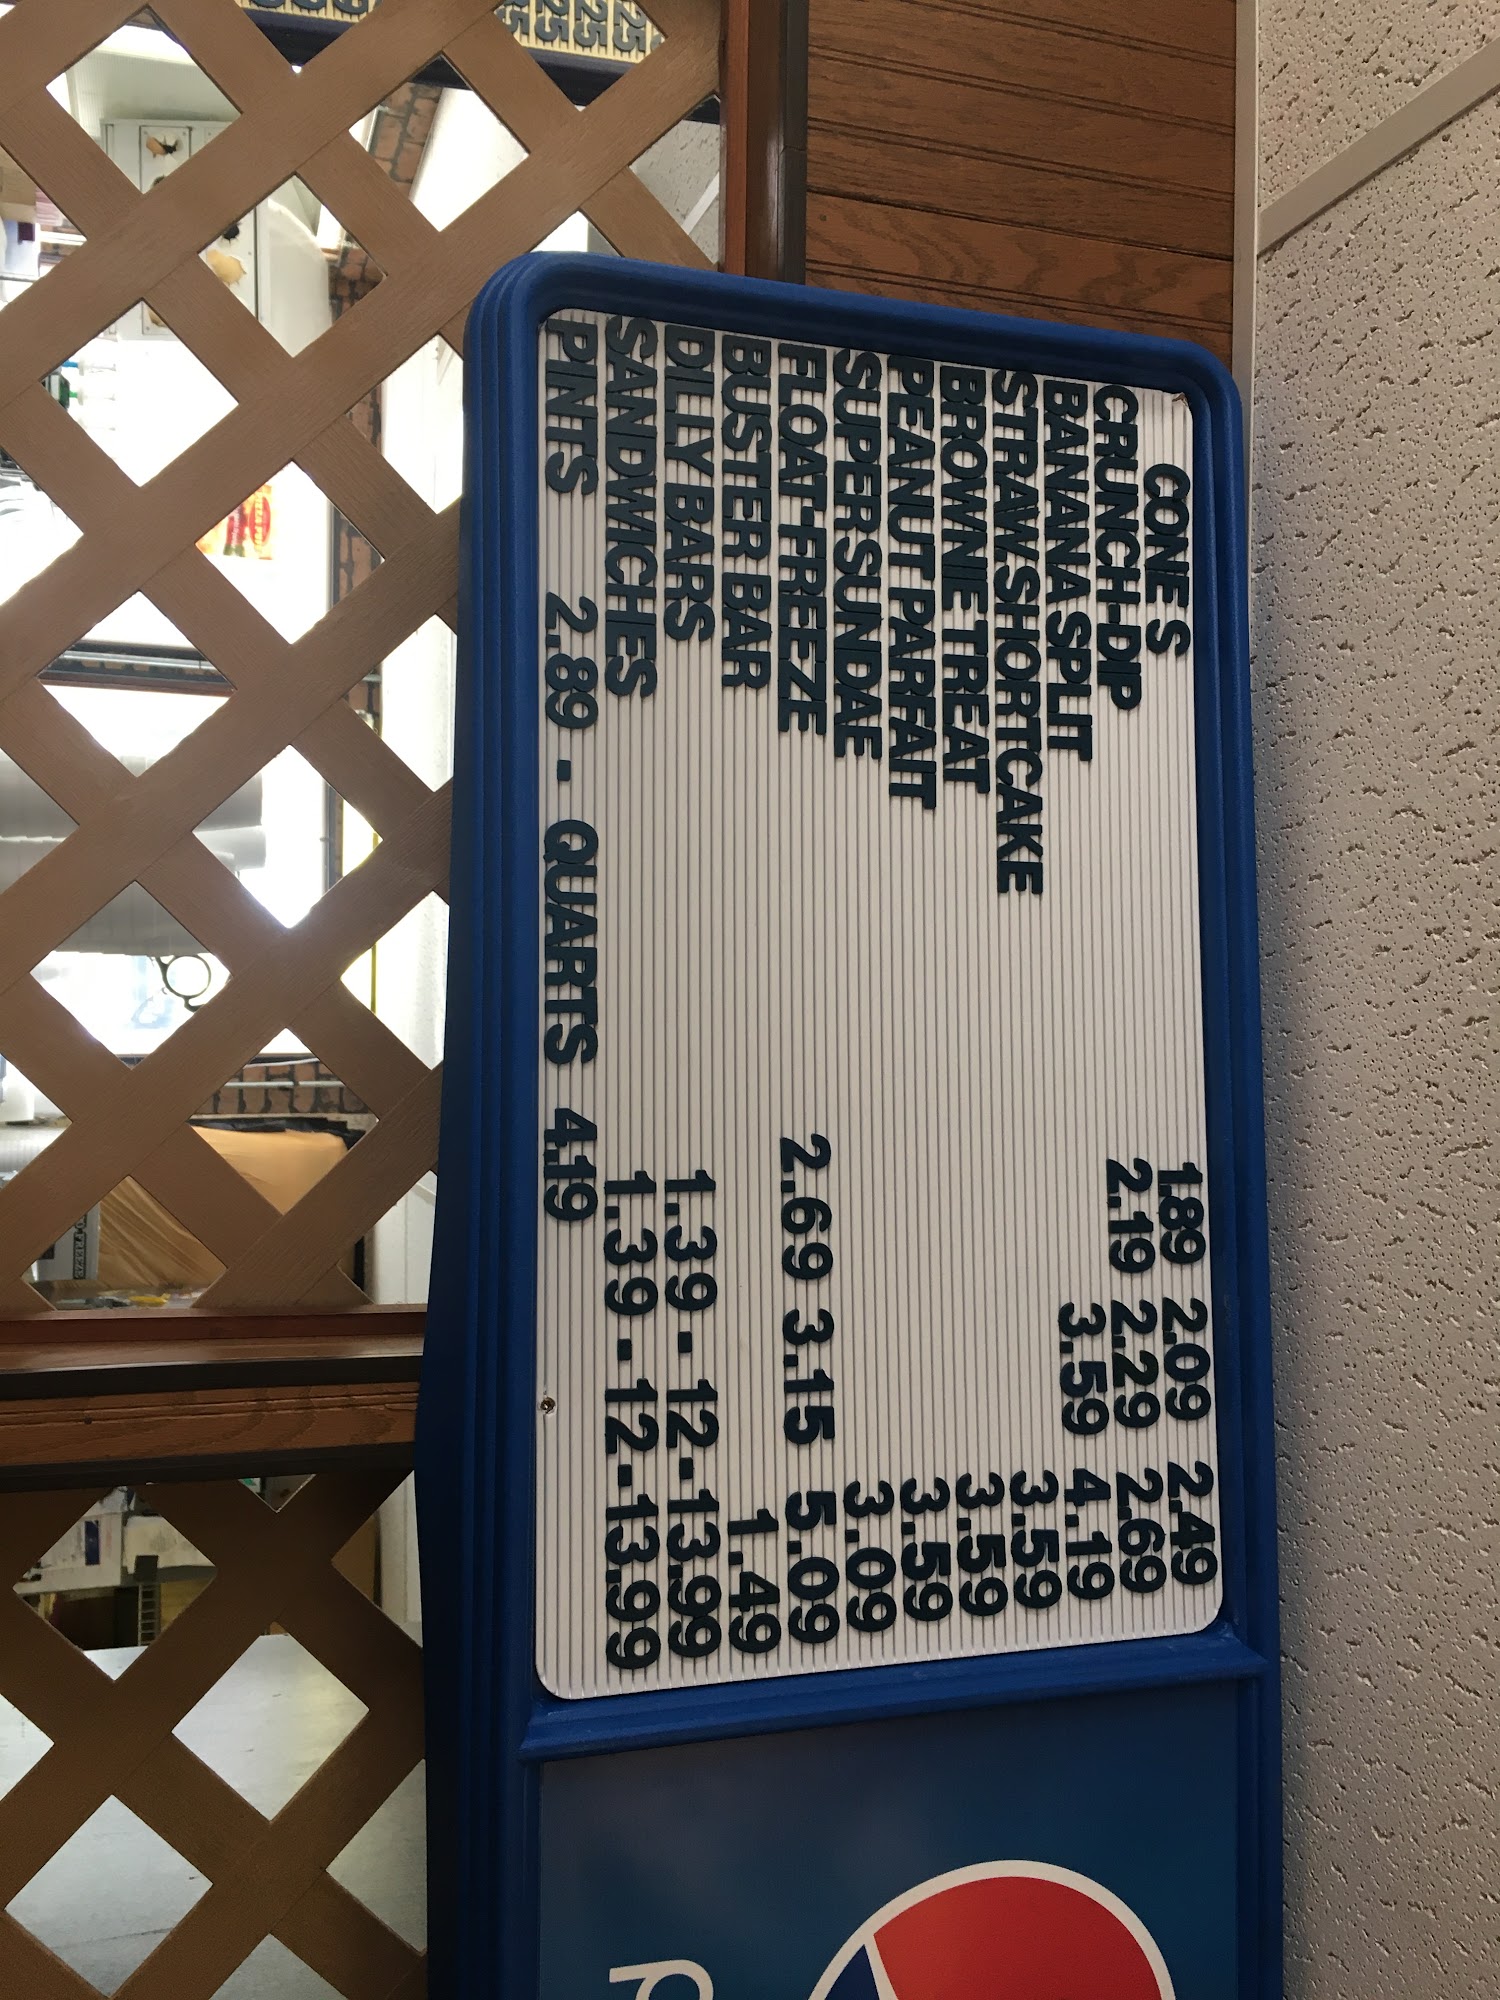 CONE S 1.89 2.09 2.49
CRUNCH-DIP 2.19 2.29 2.69
BANANA SPLIT 3.59 4.19
STRAW.SHORTCAKE 3.59
BROWNIE TREAT 3.59
PEANUT PARFAIT 3.59
SUPERSUNDAE 3.09
FLOAT-FREEZE 2.69 3.15 5.09
BUSTER BAR 1.49
DILLY BARS 1.39 - 12-13.99
SANDWICHES 1.39 - 12-13.99
PINTS 2.89 - QUARTS 4.19